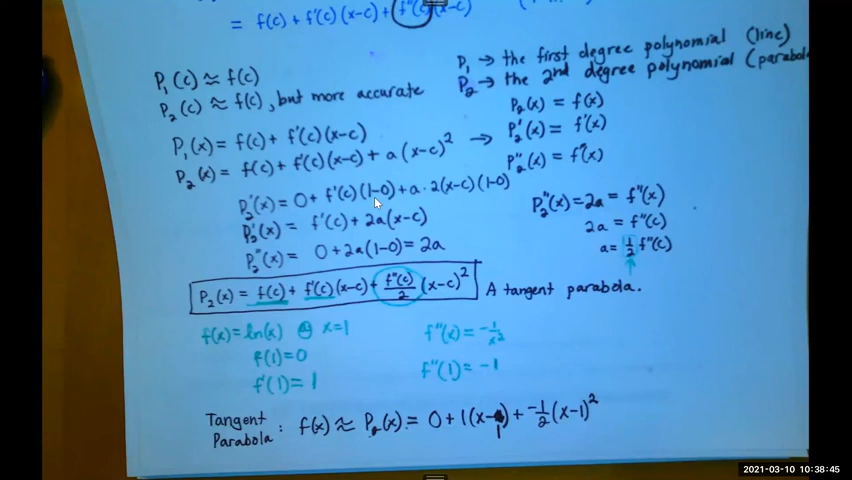 = f(c) + f'(c)(x-c) + f''(c)(x-c)
P₁ → the first degree polynomial (line)
P₂ → the 2nd degree polynomial (parabola
P₁(c) ≈ f(c)
P₂(c) ≈ f(c), but more accurate
P₁(x) = f(c) + f'(c)(x-c)
P₂(x) = f(c) + f'(c)(x-c) + a(x-c)² →
P₂(x) = f(x)
P₂'(x) = f'(x)
P₂''(x) = f''(x)
P₂'(x) = 0 + f'(c)(1-0) + a·2(x-c)(1-0)
P₂'(x) = f'(c) + 2a(x-c)
P₂''(x) = 0+2a(1-0) = 2a
P₂''(x) = 2a = f''(x)
2a = f''(c)
a = ½ f''(c)
P₂(x) = f(c) + f'(c)(x-c) + f''(c)/2 (x-c)² A tangent parabola.
f(x) = ln(x) @ x=1
f(1) = 0
f'(1) = 1
f''(x) = -1/x²
f''(1) = -1
Tangent Parabola : f(x) ≈ P₂(x) = 0 + 1(x-1) + -½(x-1)²
2021-03-10 10:38:45